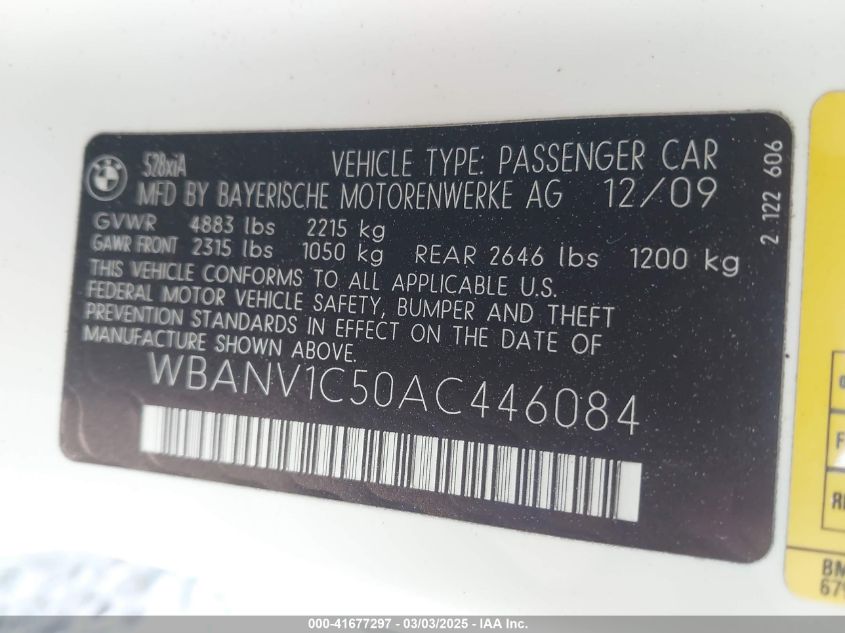 BMW
528xiA
VEHICLE TYPE: PASSENGER CAR
MFD BY BAYERISCHE MOTORENWERKE AG 12/09
GVWR 4883 lbs 2215 kg
GAWR FRONT 2315 lbs 1050 kg REAR 2646 lbs 1200 kg
THIS VEHICLE CONFORMS TO ALL APPLICABLE U.S.
FEDERAL MOTOR VEHICLE SAFETY, BUMPER AND THEFT
PREVENTION STANDARDS IN EFFECT ON THE DATE OF
MANUFACTURE SHOWN ABOVE.
WBANV1C50AC446084
2 122 606
000-41677297 - 03/03/2025 - IAA Inc.